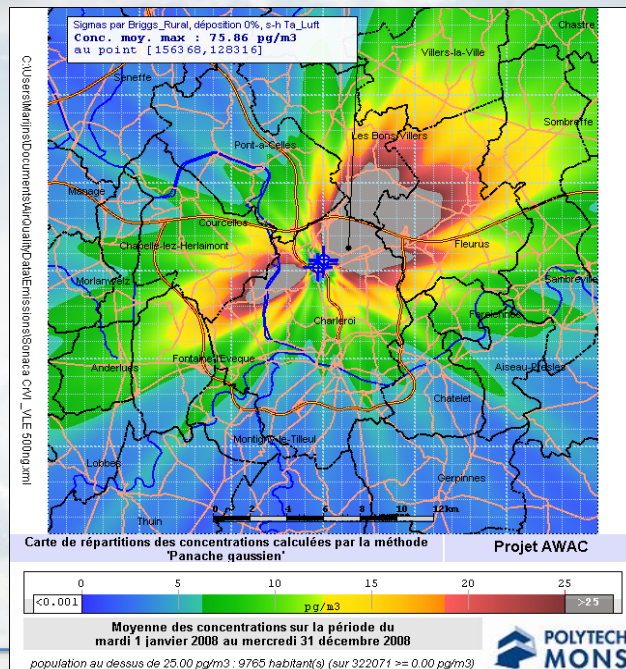 Sigmas par Briggs_Rural, déposition 0%, s-h Ta_Luft
Conc. moy. max : 75.86 pg/m3
au point [156368,128316]
C:\Users\Marijns\Documents\AirQualityData\Emissions\Sonaca CrVI _VLE 500ng.xml
Chastre
Villers-la-Ville
Seneffe
Sombreffe
Les Bons Villers
Pont-a-Celles
Manage
Courcelles
Chapelle-lez-Herlaimont
Fleurus
Morlanwelz
Sambreville
Farciennes
Charleroi
Fontaine-l'Eveque
Anderlues
Aiseau-Presles
Chatelet
Montigny-le-Tilleul
Lobbes
Gerpinnes
Thuin
0 2 4 6 8 10 12km
Carte de répartitions des concentrations calculées par la méthode
'Panache gaussien'
Projet AWAC
0 5 10 15 20 25
<0.001
pg/m3
>25
Moyenne des concentrations sur la période du
mardi 1 janvier 2008 au mercredi 31 décembre 2008
population au dessus de 25.00 pg/m3 : 9765 habitant(s) (sur 322071 >= 0.00 pg/m3)
POLYTECH
MONS